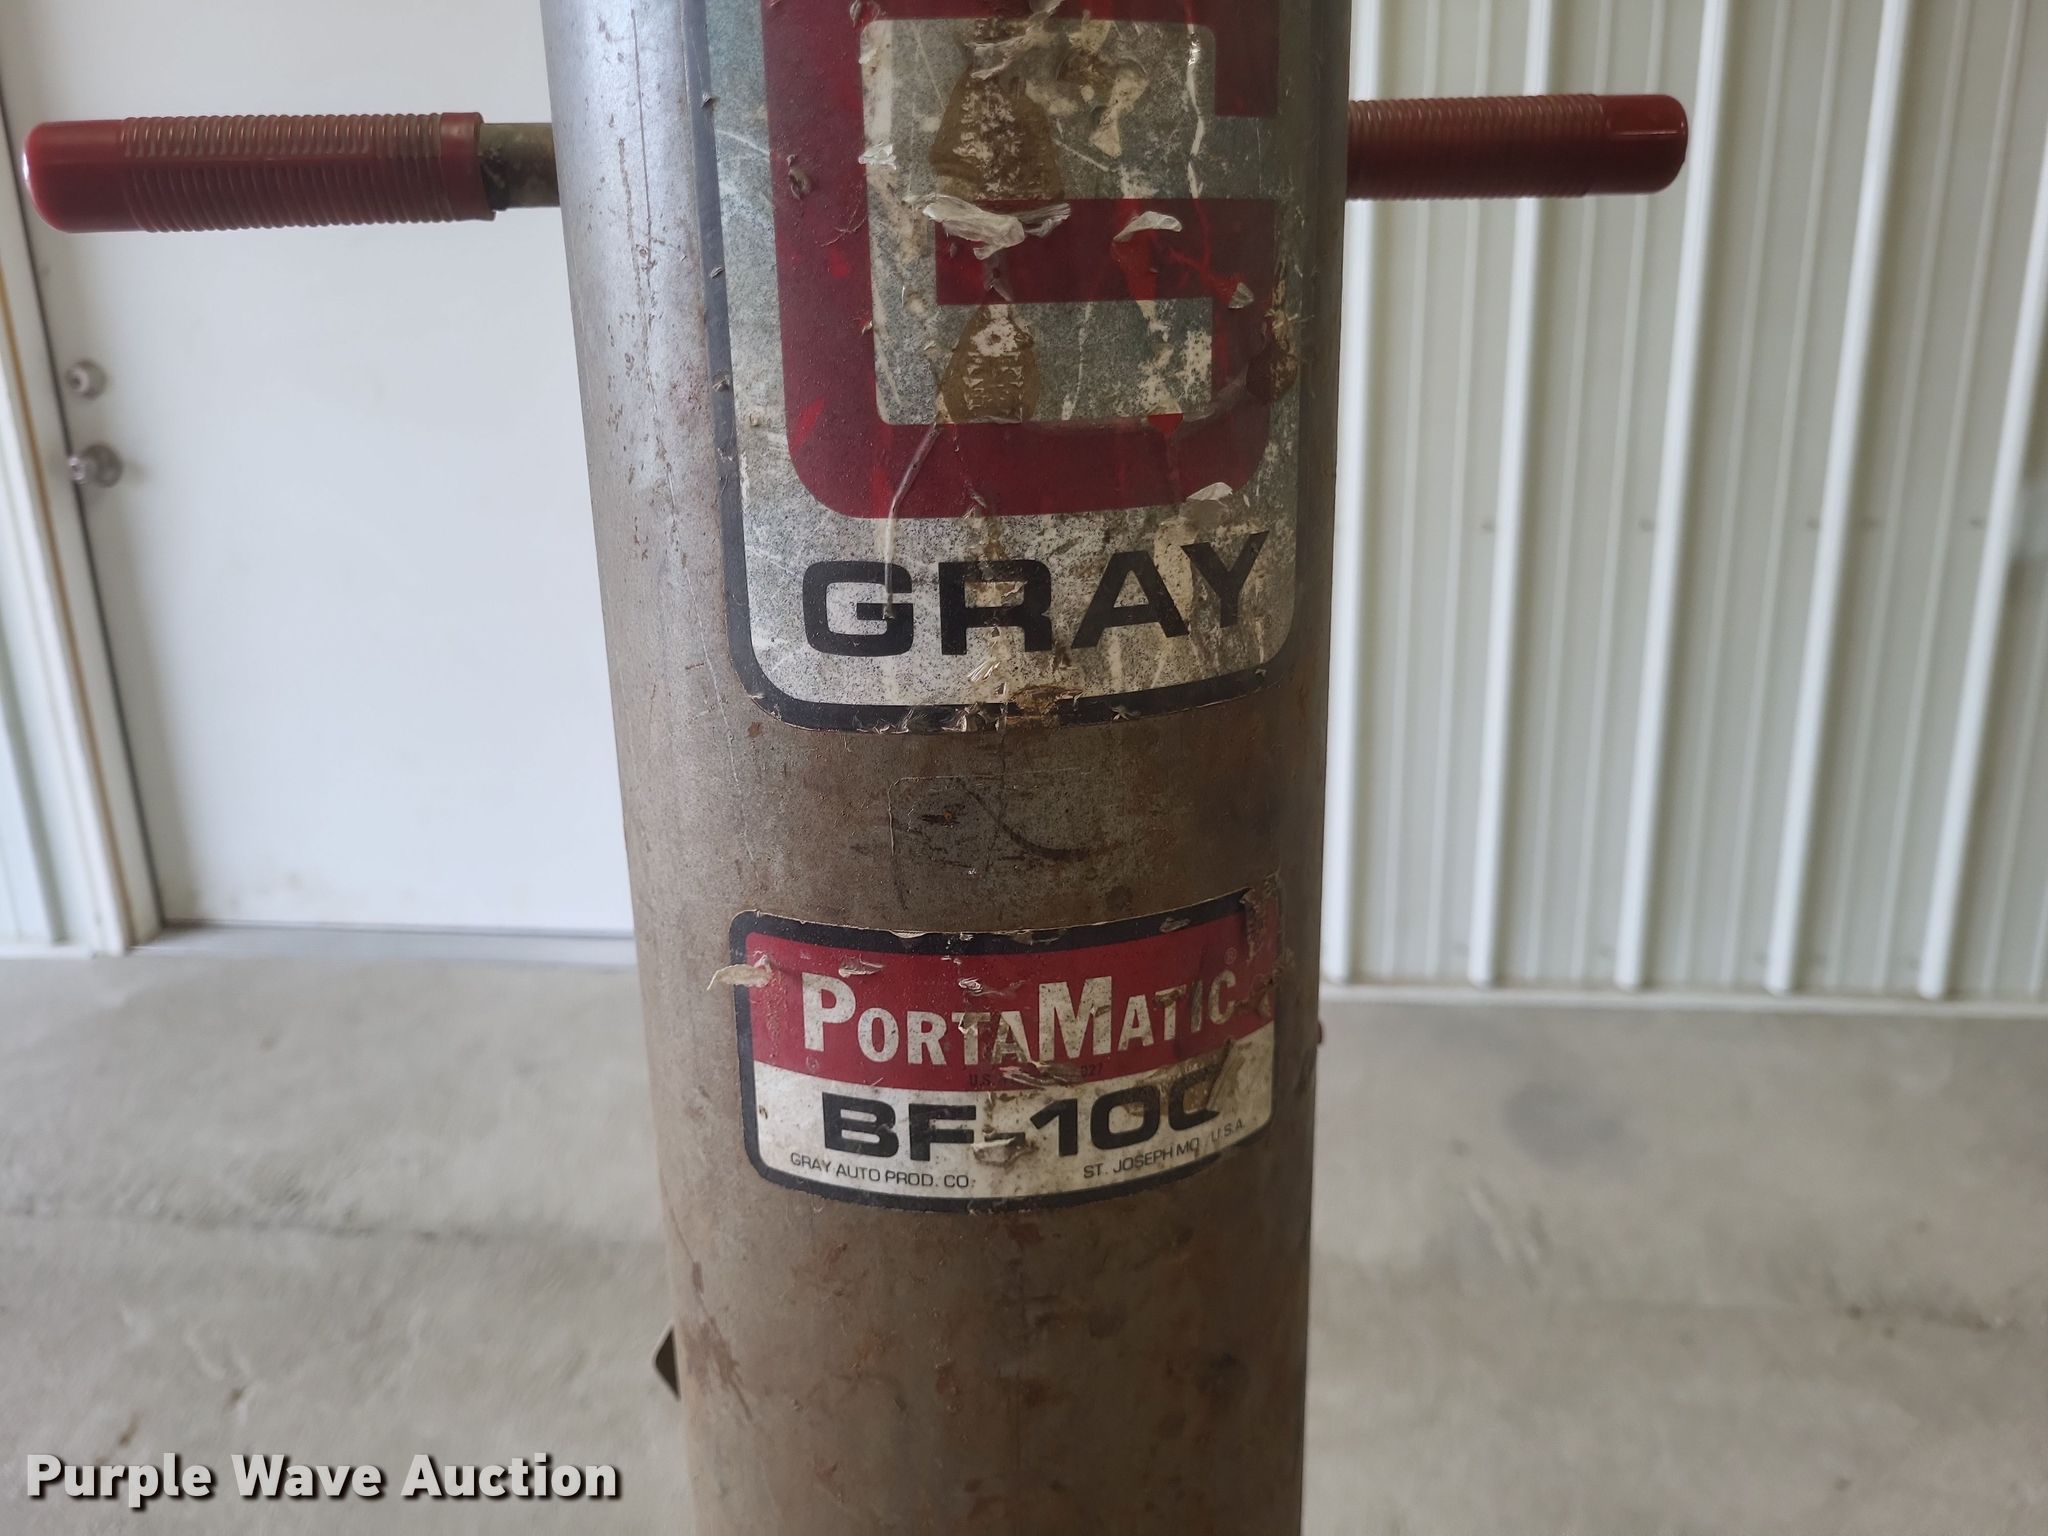 G
GRAY
PORTAMATIC®
U.S.
BF-100
GRAY AUTO PROD. CO. ST. JOSEPH MO. U.S.A.
Purple Wave Auction